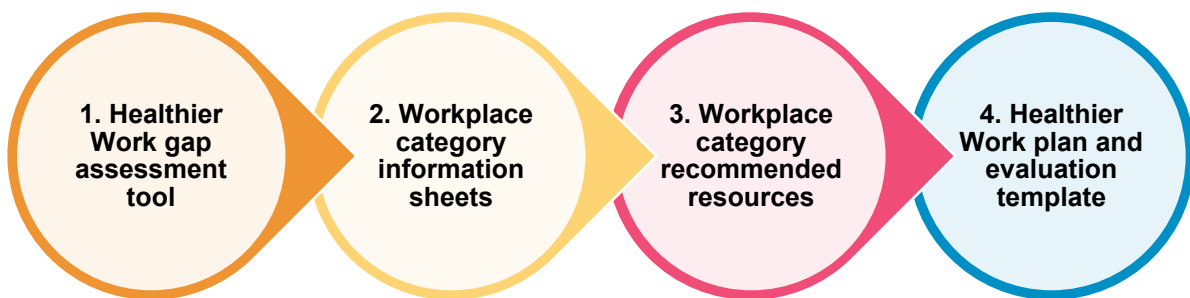 1. Healthier
Work gap
assessment
tool
2. Workplace
category
information
sheets
3. Workplace
category
recommended
resources
4. Healthier
Work plan and
evaluation
template